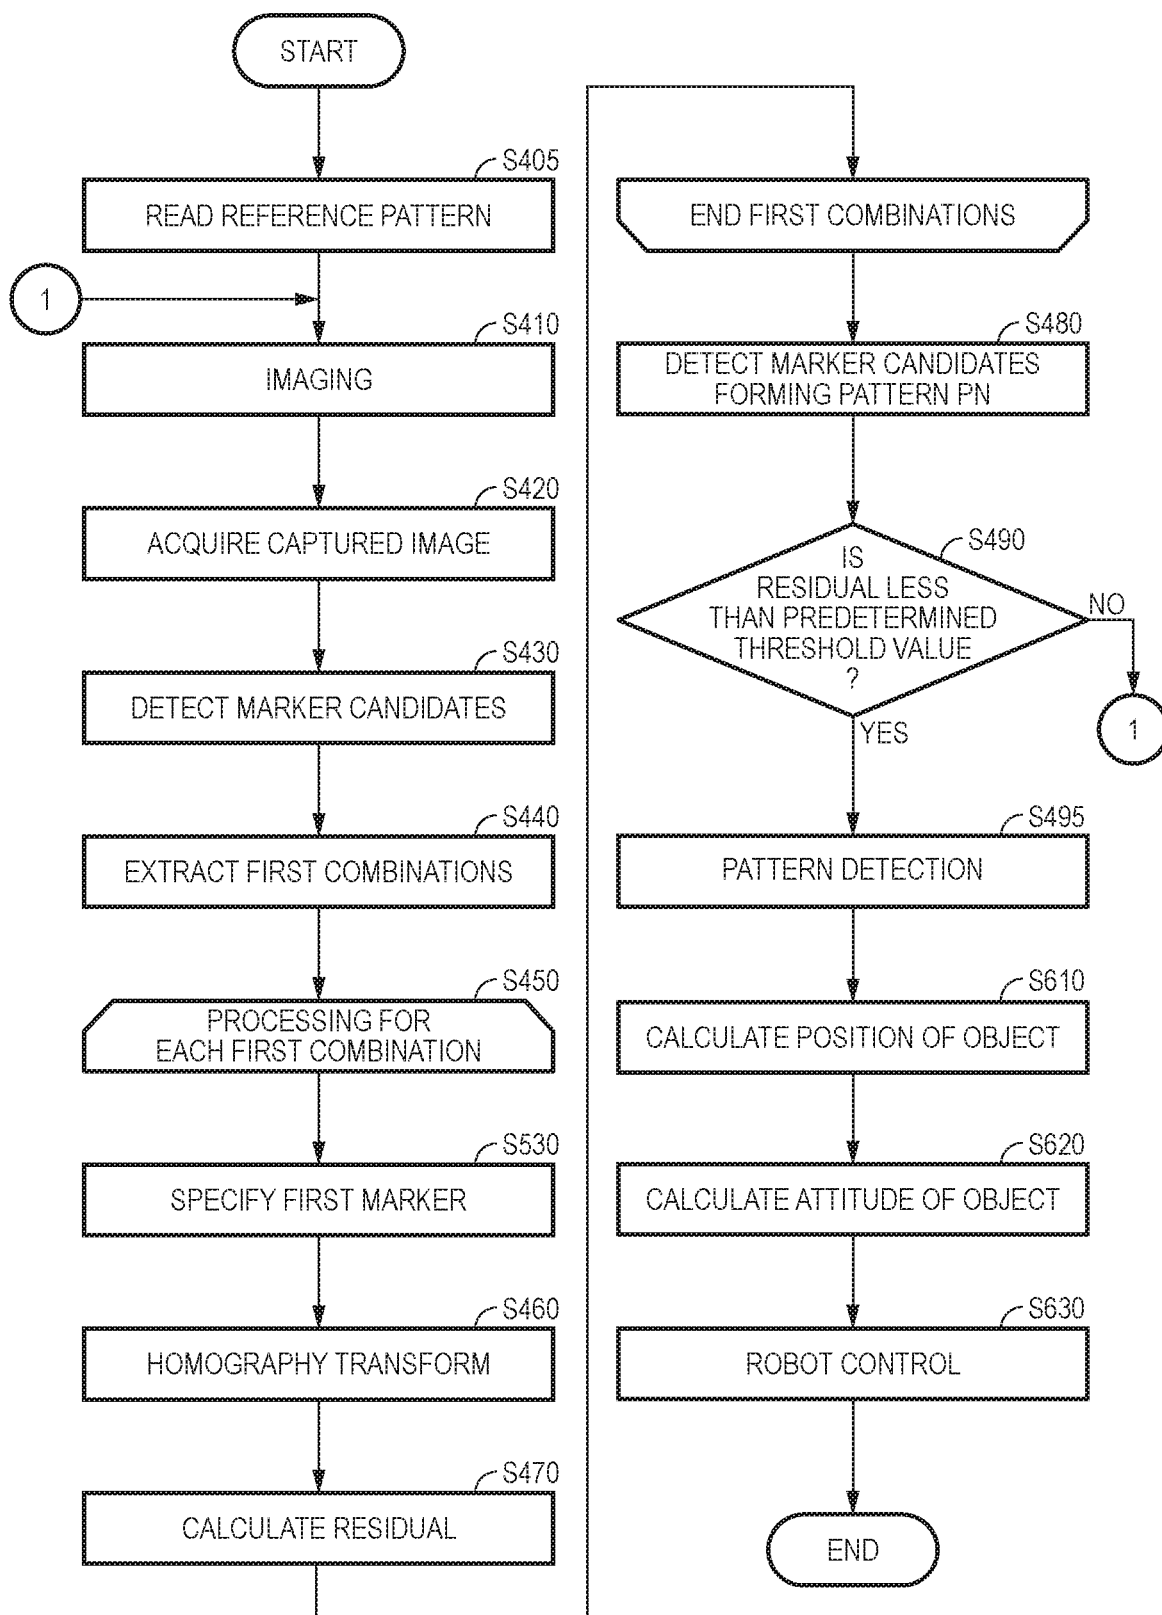 START
S405
READ REFERENCE PATTERN
1
S410
IMAGING
S420
ACQUIRE CAPTURED IMAGE
S430
DETECT MARKER CANDIDATES
S440
EXTRACT FIRST COMBINATIONS
S450
PROCESSING FOR
EACH FIRST COMBINATION
S530
SPECIFY FIRST MARKER
S460
HOMOGRAPHY TRANSFORM
S470
CALCULATE RESIDUAL
END FIRST COMBINATIONS
S480
DETECT MARKER CANDIDATES
FORMING PATTERN PN
S490
IS
RESIDUAL LESS
THAN PREDETERMINED
THRESHOLD VALUE
?
NO
1
YES
S495
PATTERN DETECTION
S610
CALCULATE POSITION OF OBJECT
S620
CALCULATE ATTITUDE OF OBJECT
S630
ROBOT CONTROL
END